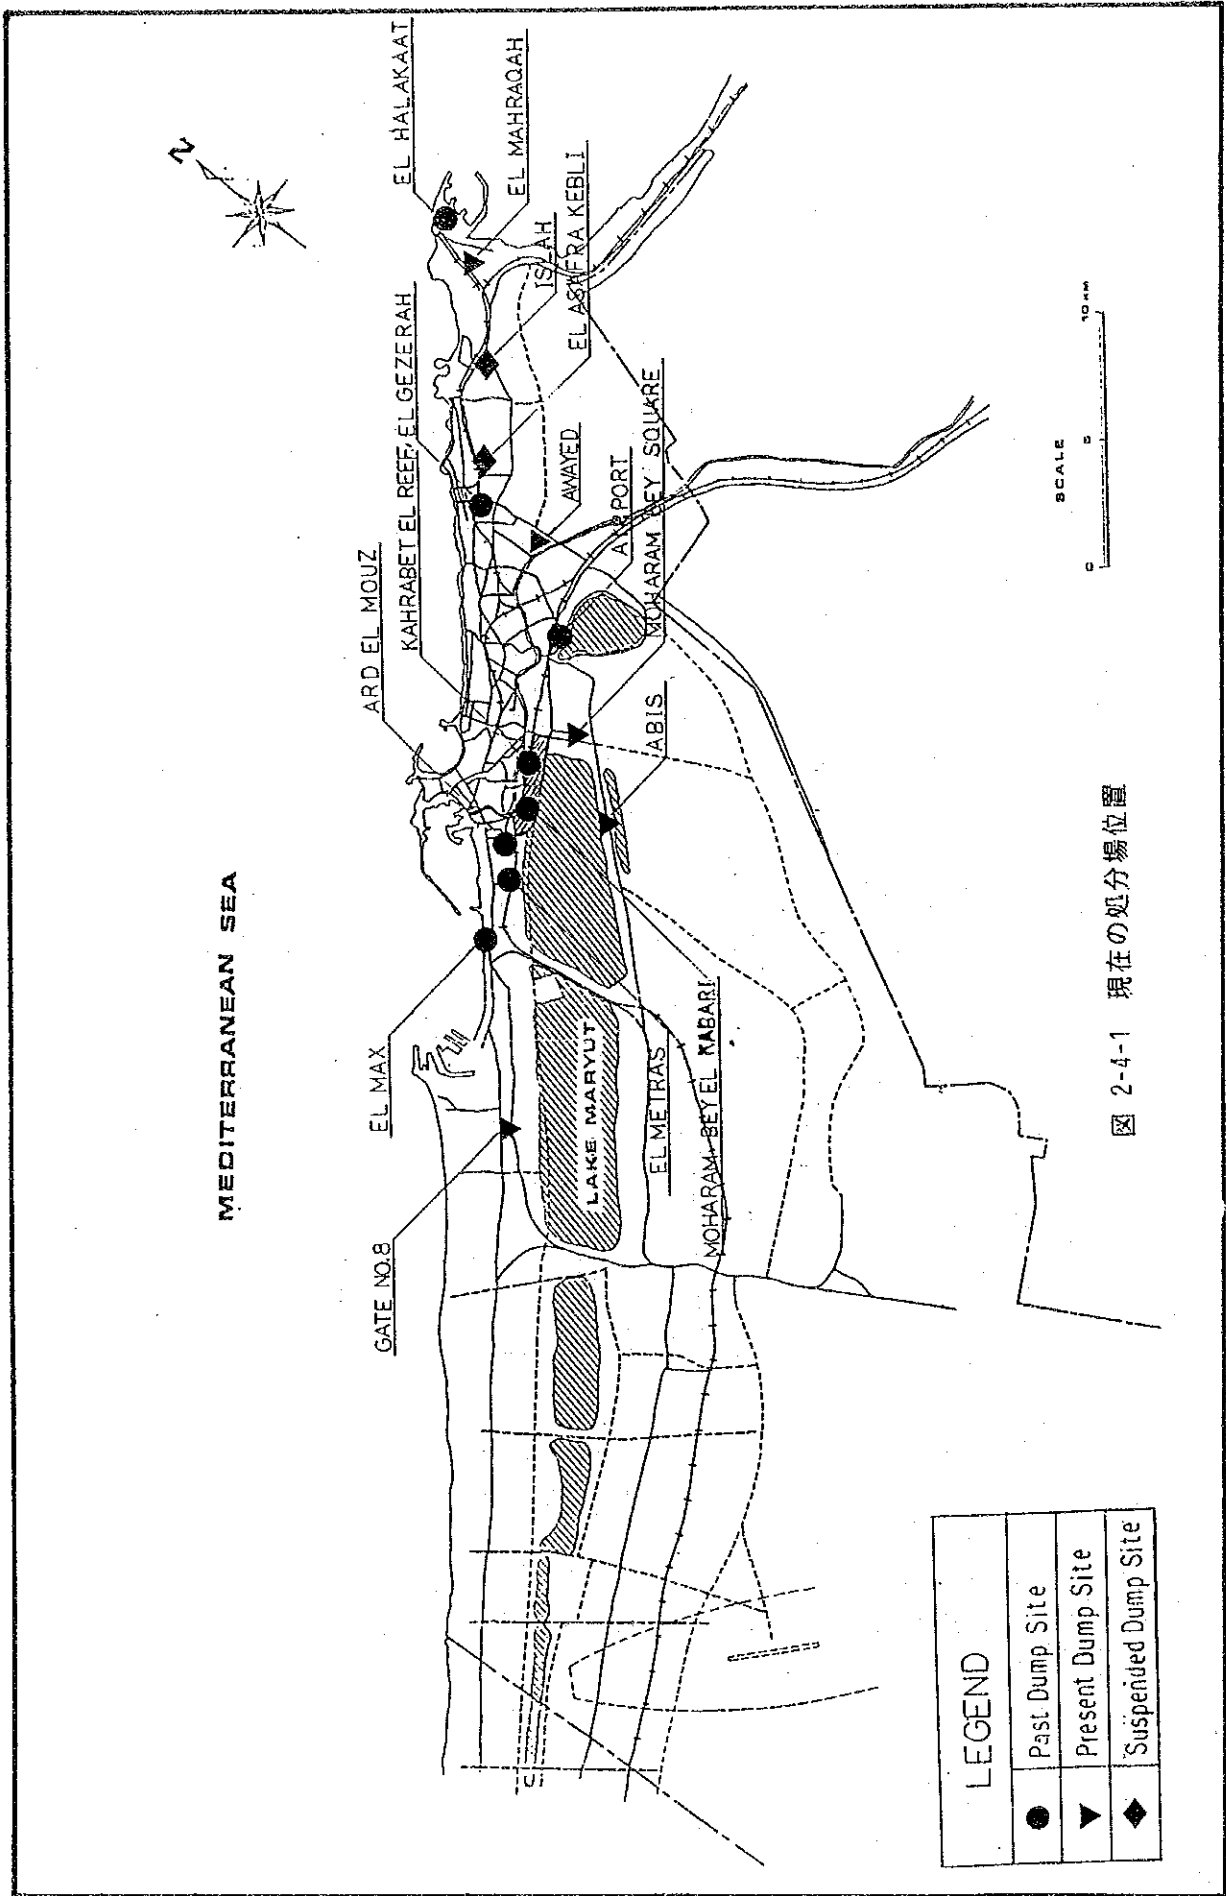 MEDITERRANEAN SEA
N
GATE NO.8
EL MAX
ARD EL MOUZ
KAHRABET EL REEF, EL GEZERAH
EL HALAKAAT
EL MAHRAQAH
EL ASAFRA KEBLI
AWAYED
MOHARAM BEY SQUARE
ABIS
LAKE MARYUT
EL METRAS
MOHARAM BEY EL KABARI
SCALE
0 5 10 KM
LEGEND
Past Dump Site
Present Dump Site
Suspended Dump Site
図 2-4-1 現在の処分場位置